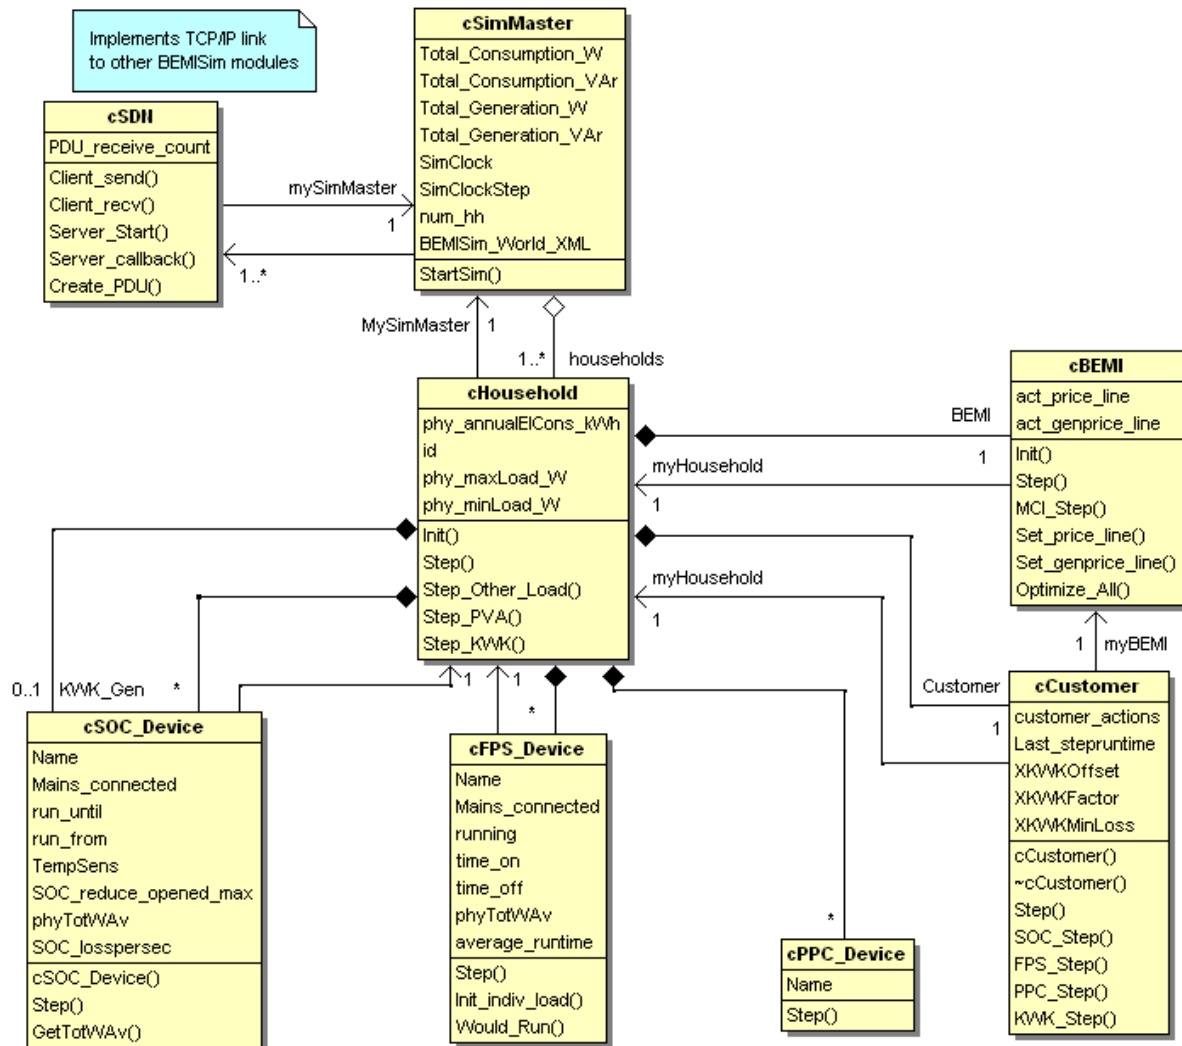 Implements TCP/IP link
to other BEMISim modules
cSimMaster
Total_Consumption_W
Total_Consumption_VAr
Total_Generation_W
Total_Generation_VAr
SimClock
SimClockStep
num_hh
BEMISim_World_XML
StartSim()
cSDN
PDU_receive_count
Client_send()
Client_recv()
Server_Start()
Server_callback()
Create_PDU()
mySimMaster
1
1..*
MySimMaster
1
1..*
households
cHousehold
phy_annualElCons_kWh
id
phy_maxLoad_W
phy_minLoad_W
Init()
Step()
Step_Other_Load()
Step_PVA()
Step_KWK()
cBEMI
act_price_line
act_genprice_line
Init()
Step()
MCI_Step()
Set_price_line()
Set_genprice_line()
Optimize_All()
BEMI
1
myHousehold
1
myHousehold
1
1
myBEMI
Customer
1
0..1
KWK_Gen
*
1
1
*
*
cSOC_Device
Name
Mains_connected
run_until
run_from
TempSens
SOC_reduce_opened_max
phyTotWAv
SOC_losspersec
cSOC_Device()
Step()
GetTotWAv()
cFPS_Device
Name
Mains_connected
running
time_on
time_off
phyTotWAv
average_runtime
Step()
Init_indiv_load()
Would_Run()
cPPC_Device
Name
Step()
cCustomer
customer_actions
Last_stepruntime
XKWKOffset
XKWKFactor
XKWKMinLoss
cCustomer()
~cCustomer()
Step()
SOC_Step()
FPS_Step()
PPC_Step()
KWK_Step()